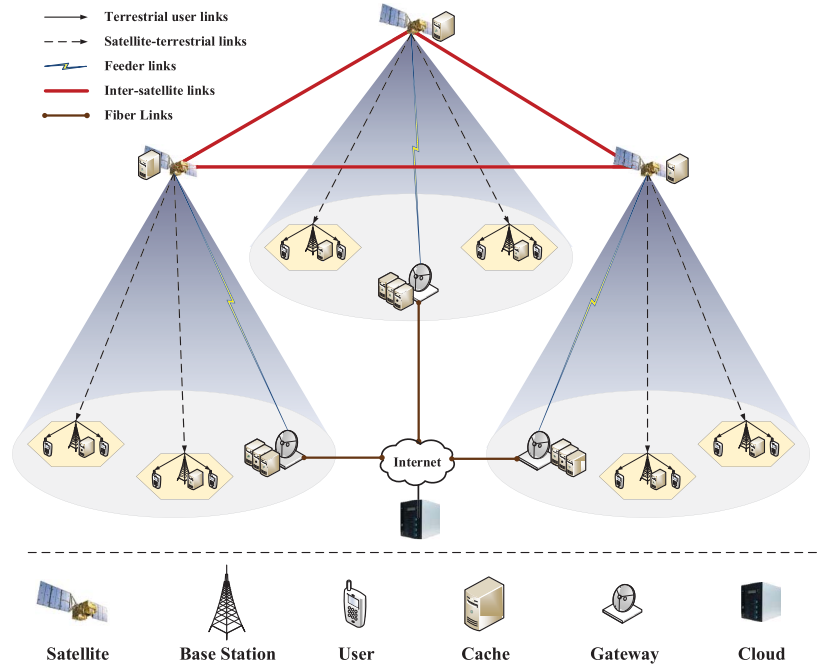 Terrestrial user links
Satellite-terrestrial links
Feeder links
Inter-satellite links
Fiber Links
Internet
Satellite
Base Station
User
Cache
Gateway
Cloud